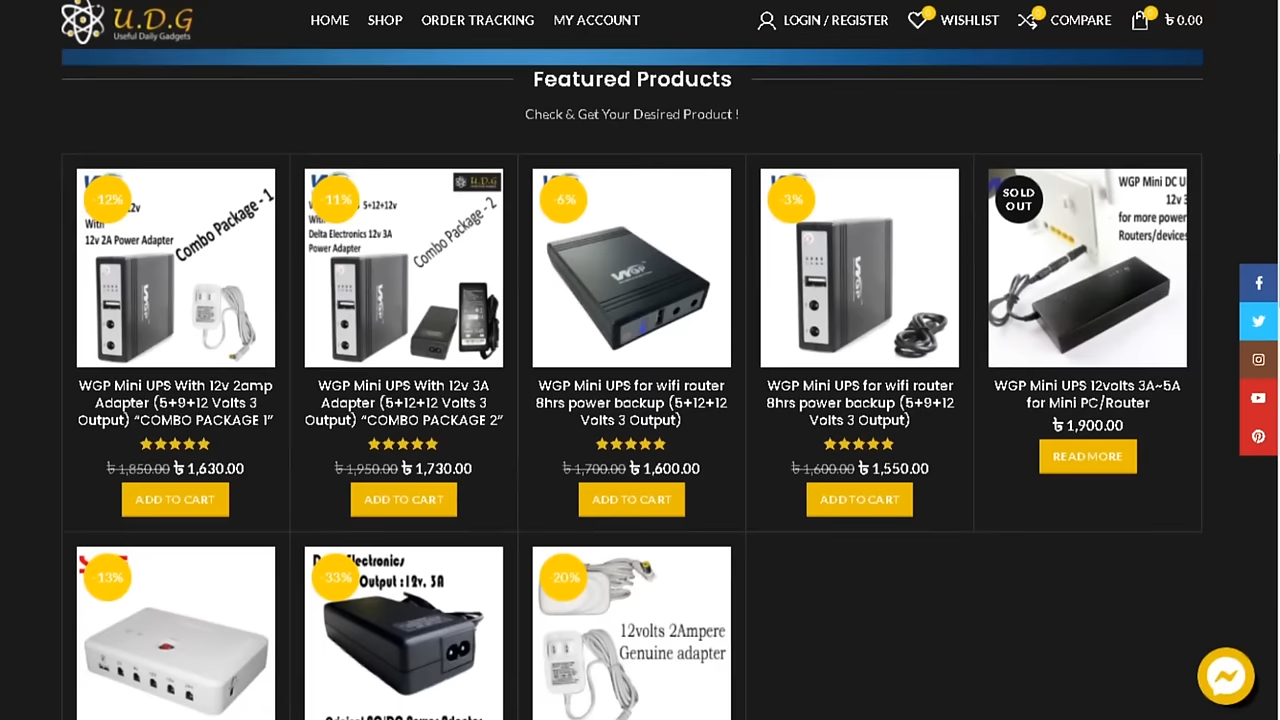 U.D.G
Useful Daily Gadgets
HOME SHOP ORDER TRACKING MY ACCOUNT
LOGIN / REGISTER WISHLIST COMPARE ৳ 0.00
Featured Products
Check & Get Your Desired Product !
-12%
With
12v 2A Power Adapter
Combo Package - 1
WGP
-11%
U.D.G
5+12+12v
With
Delta Electronics 12v 3A
Power Adapter
Combo Package - 2
WGP
-6%
WGP
-3%
WGP
SOLD
OUT
WGP Mini DC U
12v 3
for more power
Routers/devices
WGP Mini UPS With 12v 2amp
Adapter (5+9+12 Volts 3
Output) “COMBO PACKAGE 1”
৳ 1,850.00 ৳ 1,630.00
ADD TO CART
WGP Mini UPS With 12v 3A
Adapter (5+12+12 Volts 3
Output) “COMBO PACKAGE 2”
৳ 1,950.00 ৳ 1,730.00
ADD TO CART
WGP Mini UPS for wifi router
8hrs power backup (5+12+12
Volts 3 Output)
৳ 1,700.00 ৳ 1,600.00
ADD TO CART
WGP Mini UPS for wifi router
8hrs power backup (5+9+12
Volts 3 Output)
৳ 1,600.00 ৳ 1,550.00
ADD TO CART
WGP Mini UPS 12volts 3A~5A
for Mini PC/Router
৳ 1,900.00
READ MORE
-13%
-33%
Electronics
Output :12v, 3A
-20%
12volts 2Ampere
Genuine adapter